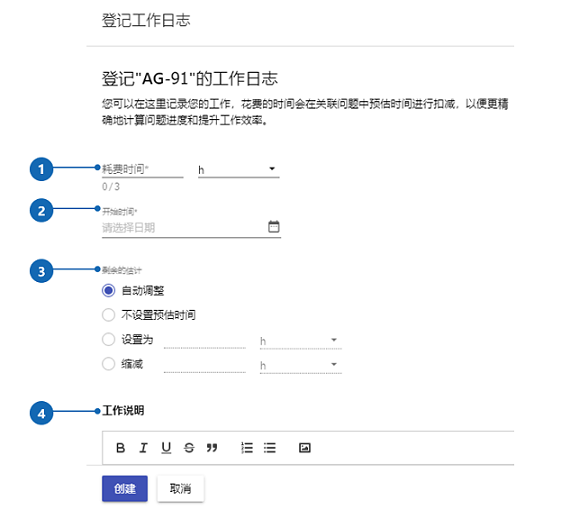 登记工作日志
登记"AG-91"的工作日志
您可以在这里记录您的工作，花费的时间会在关联问题中预估时间进行扣减，以便更精
确地计算问题进度和提升工作效率。
1 耗费时间* h
0/3
2 开始时间*
请选择日期
3 剩余的估计
自动调整
不设置预估时间
设置为 h
缩减 h
4 工作说明
B I U S
创建 取消